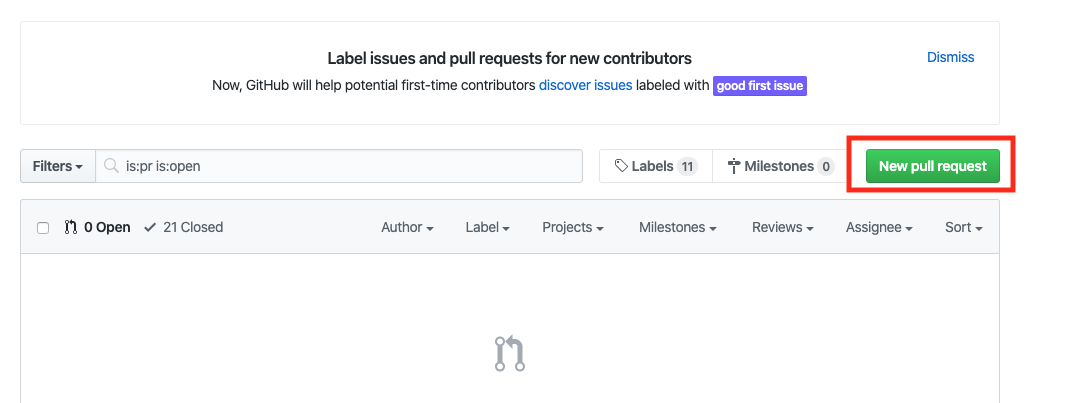 Label issues and pull requests for new contributors
Dismiss
Now, GitHub will help potential first-time contributors discover issues labeled with good first issue
Filters is:pr is:open Labels 11 Milestones 0 New pull request
0 Open 21 Closed Author Label Projects Milestones Reviews Assignee Sort